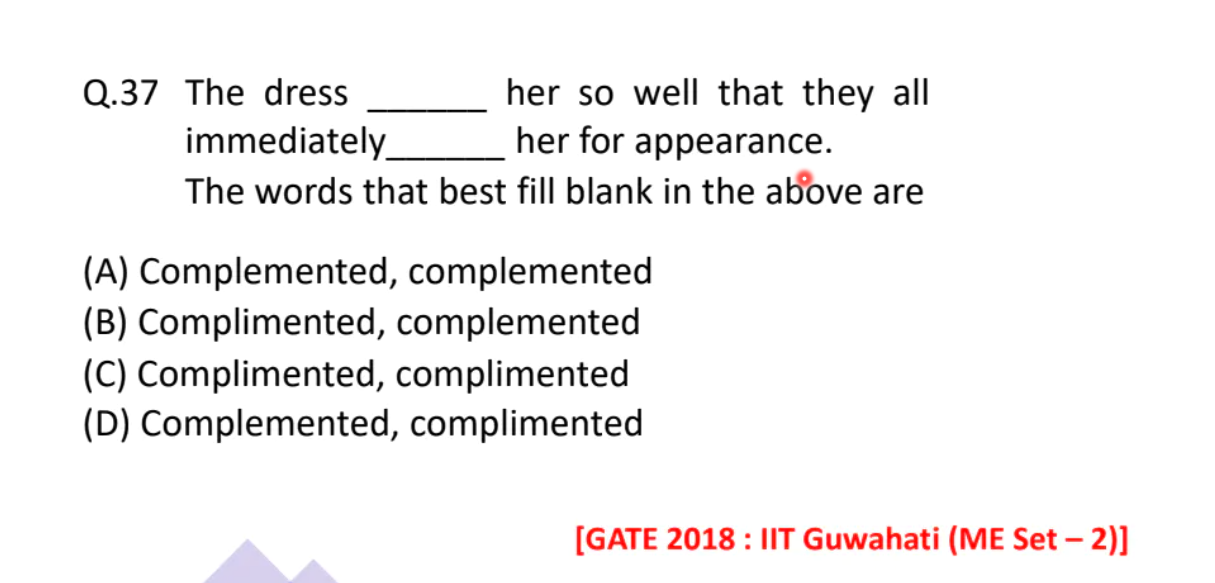 Q.37 The dress ______ her so well that they all
immediately______ her for appearance.
The words that best fill blank in the above are
(A) Complemented, complemented
(B) Complimented, complemented
(C) Complimented, complimented
(D) Complemented, complimented
[GATE 2018 : IIT Guwahati (ME Set – 2)]